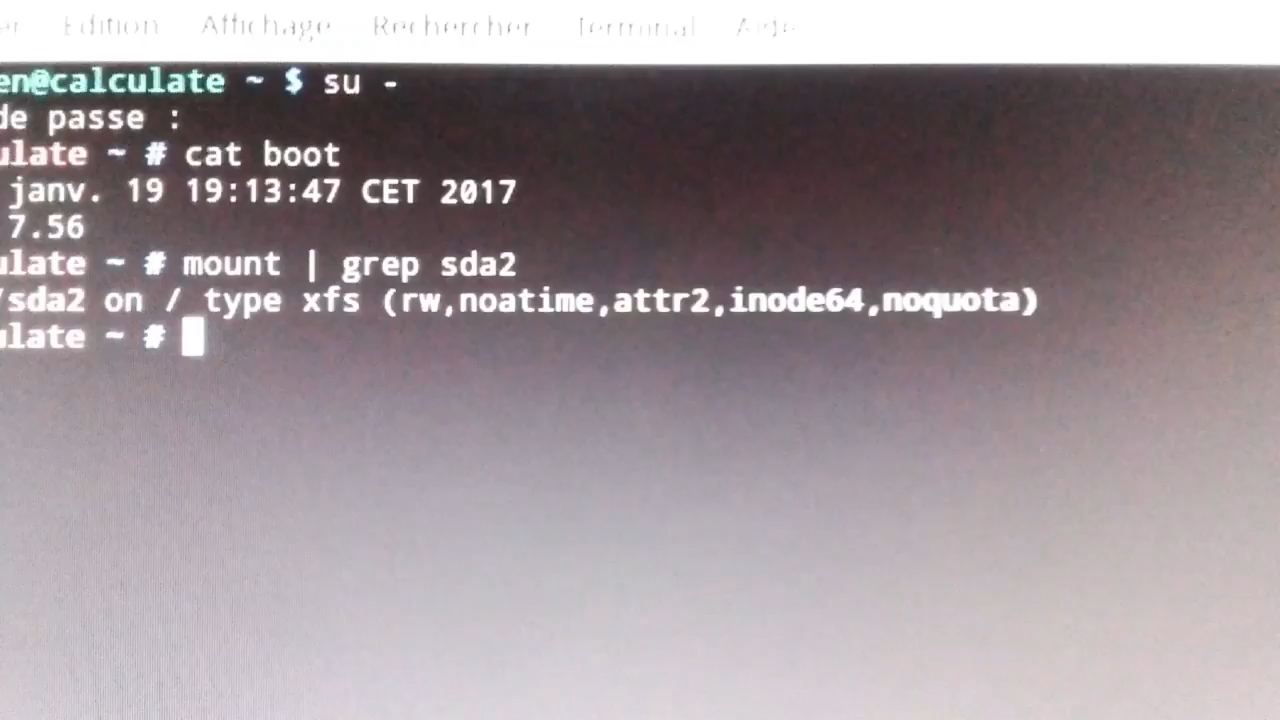 er Edition Affichage Rechercher Terminal Aide
en@calculate ~ $ su -
de passe :
ulate ~ # cat boot
janv. 19 19:13:47 CET 2017
7.56
ulate ~ # mount | grep sda2
/sda2 on / type xfs (rw,noatime,attr2,inode64,noquota)
ulate ~ #